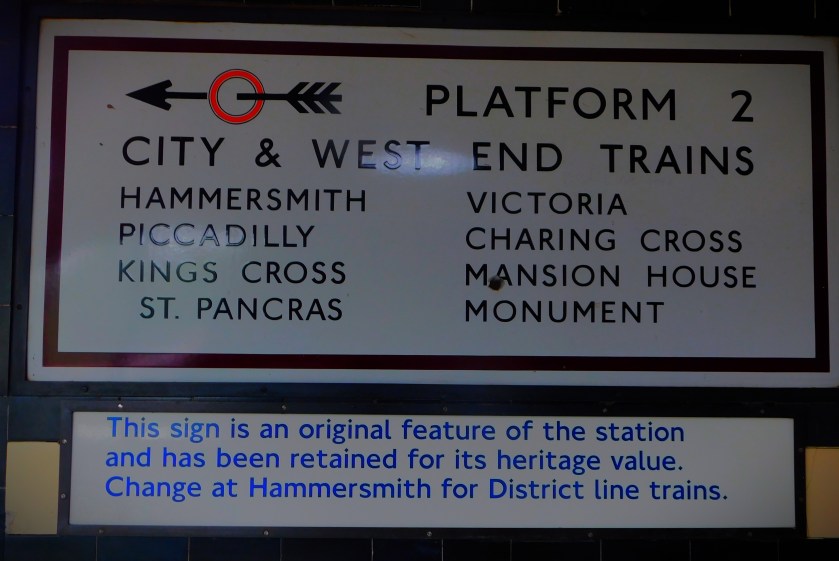 PLATFORM 2
CITY & WEST END TRAINS
HAMMERSMITH
PICCADILLY
KINGS CROSS
ST. PANCRAS
VICTORIA
CHARING CROSS
MANSION HOUSE
MONUMENT
This sign is an original feature of the station
and has been retained for its heritage value.
Change at Hammersmith for District line trains.